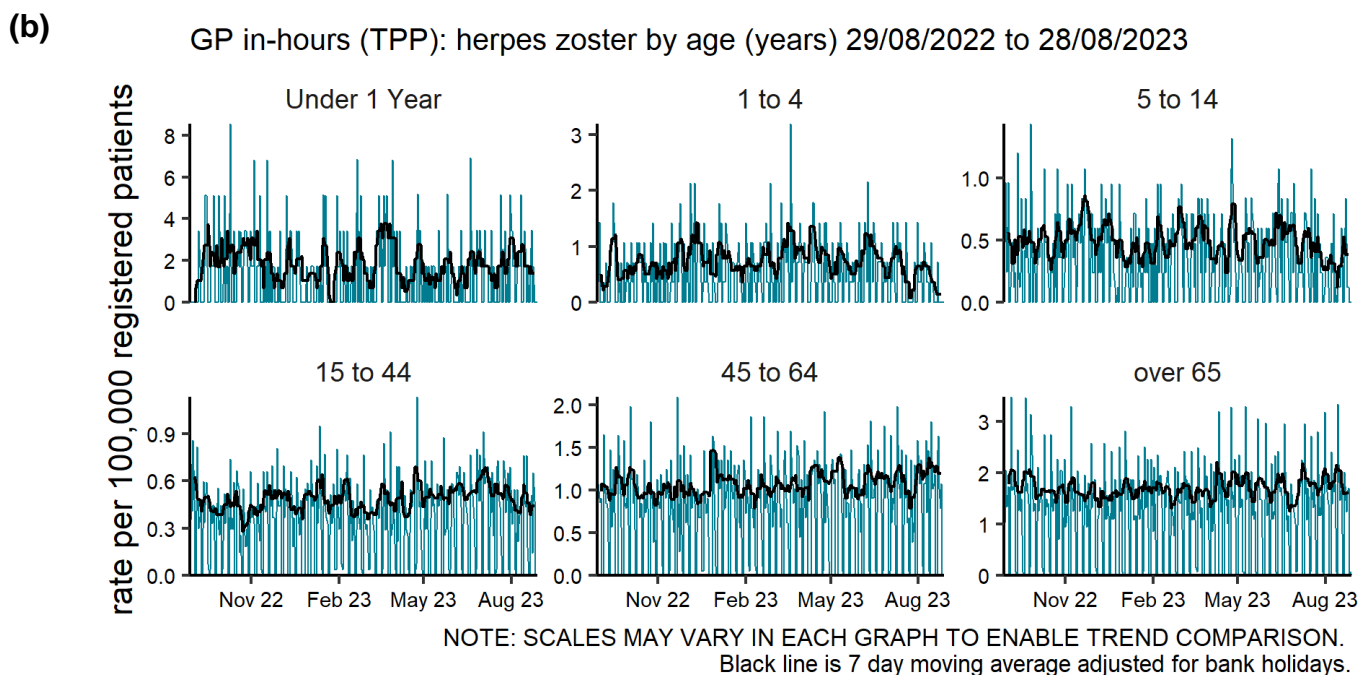 (b)
GP in-hours (TPP): herpes zoster by age (years) 29/08/2022 to 28/08/2023
rate per 100,000 registered patients
Under 1 Year
8
6
4
2
0
1 to 4
3
2
1
0
5 to 14
1.0
0.5
0.0
15 to 44
0.9
0.6
0.3
0.0
Nov 22 Feb 23 May 23 Aug 23
45 to 64
2.0
1.5
1.0
0.5
0.0
Nov 22 Feb 23 May 23 Aug 23
over 65
3
2
1
0
Nov 22 Feb 23 May 23 Aug 23
NOTE: SCALES MAY VARY IN EACH GRAPH TO ENABLE TREND COMPARISON.
Black line is 7 day moving average adjusted for bank holidays.